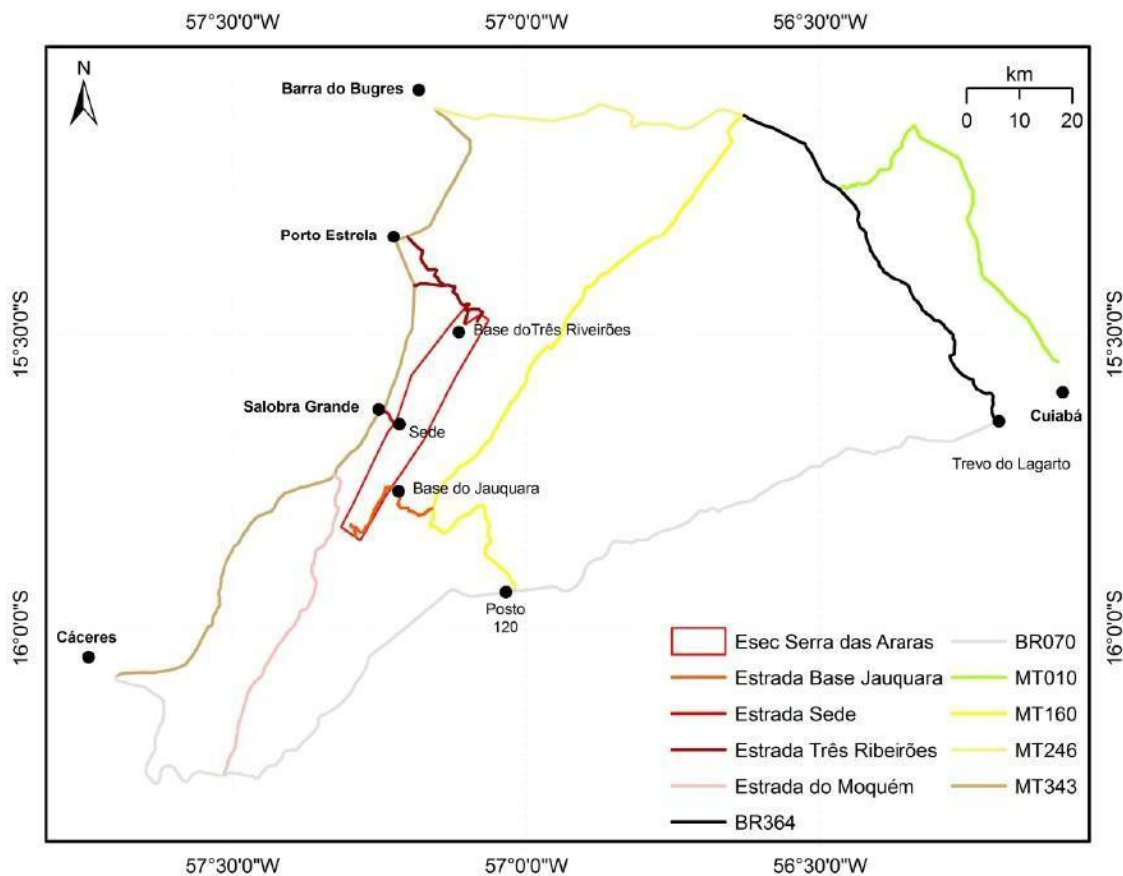 57°30'0"W
57°0'0"W
56°30'0"W
N
km
0 10 20
Barra do Bugres
Porto Estrela
15°30'0"S
Base doTrês Riveirões
15°30'0"S
Salobra Grande
Sede
Cuiabá
Trevo do Lagarto
Base do Jauquara
Posto
120
16°0'0"S
Cáceres
16°0'0"S
Esec Serra das Araras
Estrada Base Jauquara
Estrada Sede
Estrada Três Ribeirões
Estrada do Moquém
BR364
BR070
MT010
MT160
MT246
MT343
57°30'0"W
57°0'0"W
56°30'0"W